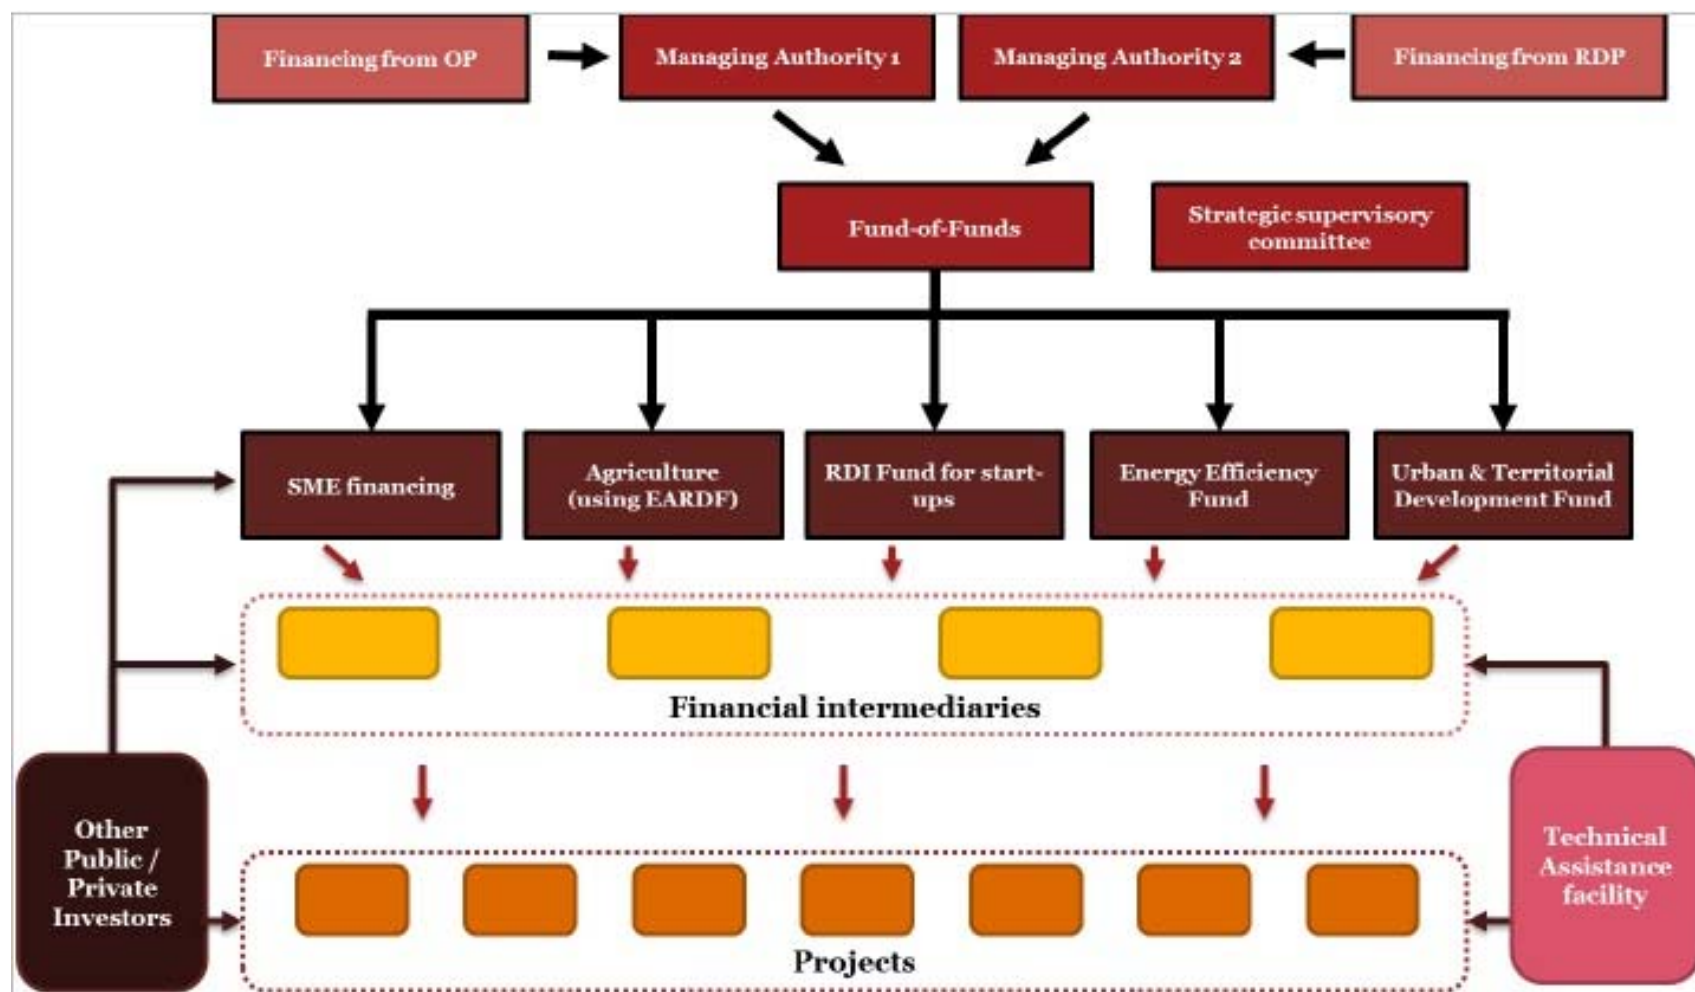 Financing from OP
Managing Authority 1
Managing Authority 2
Financing from RDP
Fund-of-Funds
Strategic supervisory
committee
SME financing
Agriculture
(using EARDF)
RDI Fund for start-
ups
Energy Efficiency
Fund
Urban & Territorial
Development Fund
Financial intermediaries
Other
Public /
Private
Investors
Technical
Assistance
facility
Projects